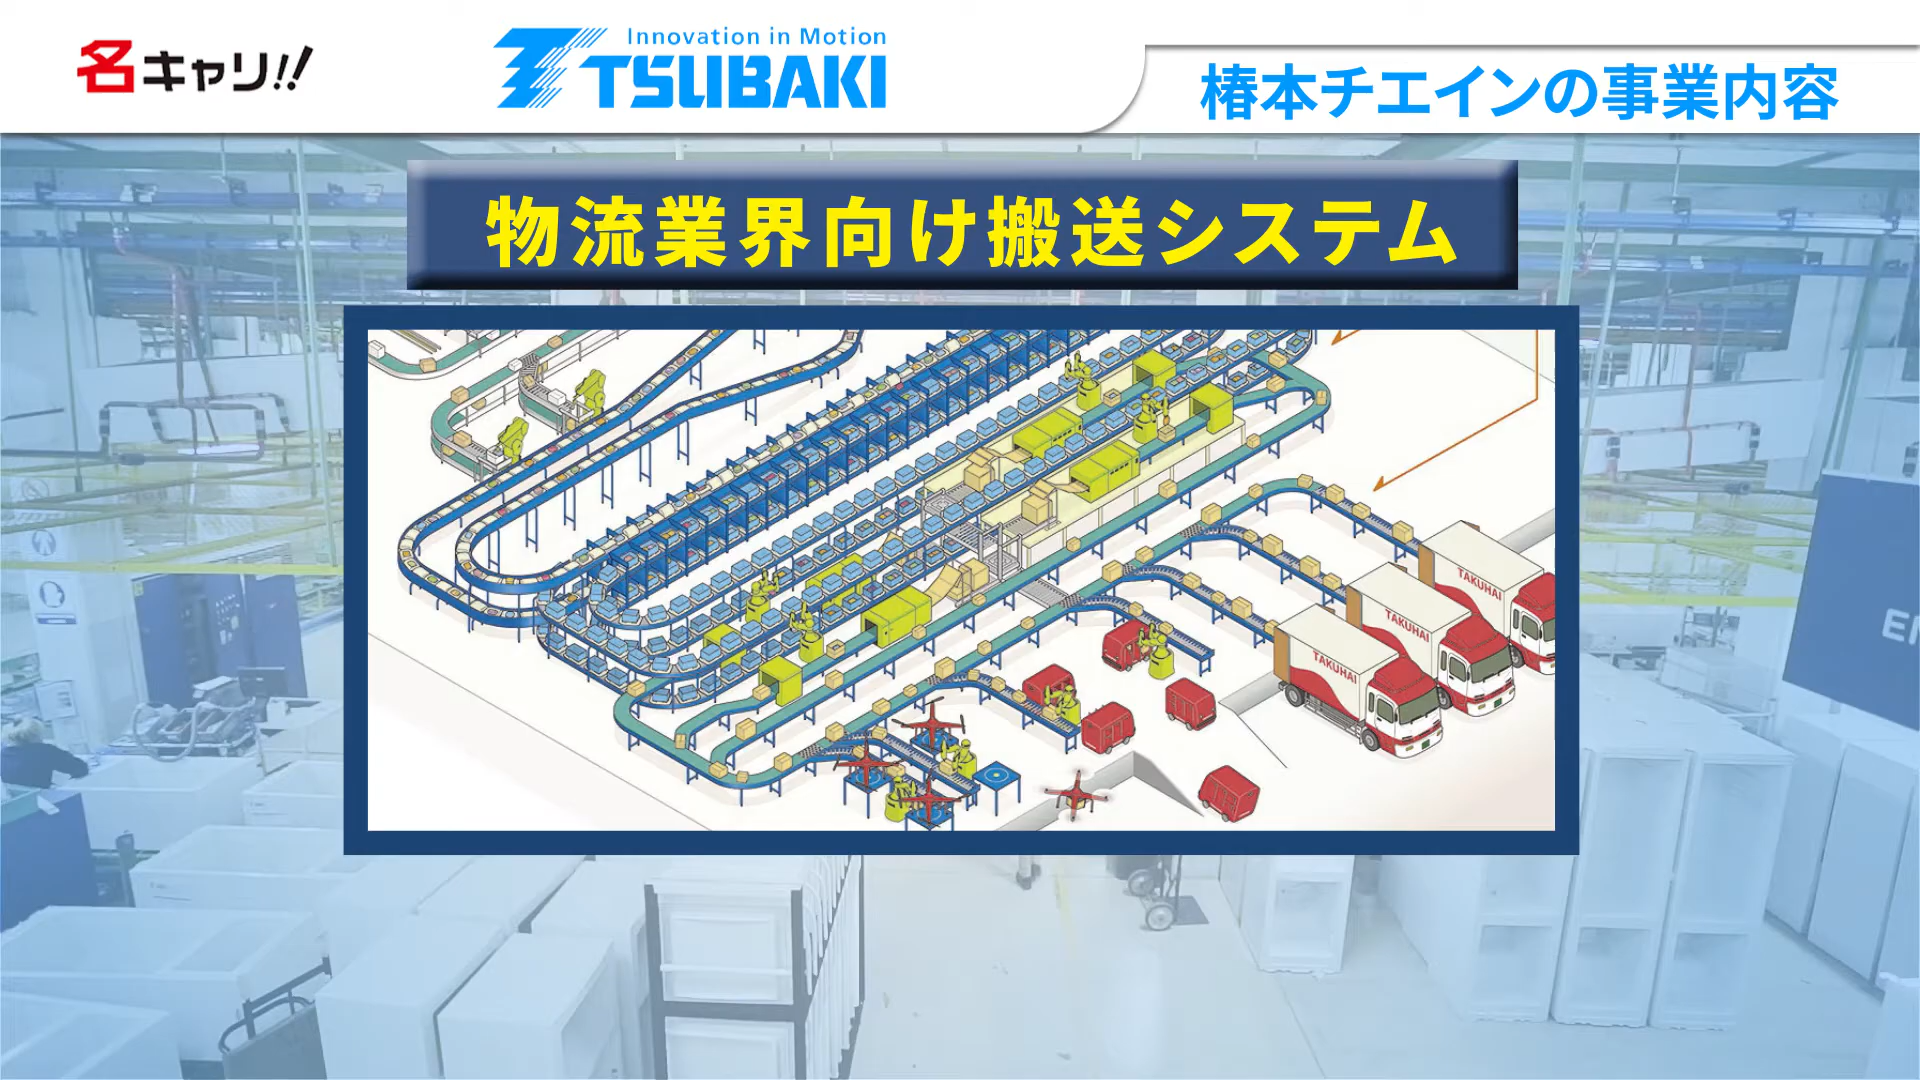 名キャリ!!
Innovation in Motion
TSUBAKI
椿本チエインの事業内容
物流業界向け搬送システム
TAKUHAI
TAKUHAI
TAKUHAI